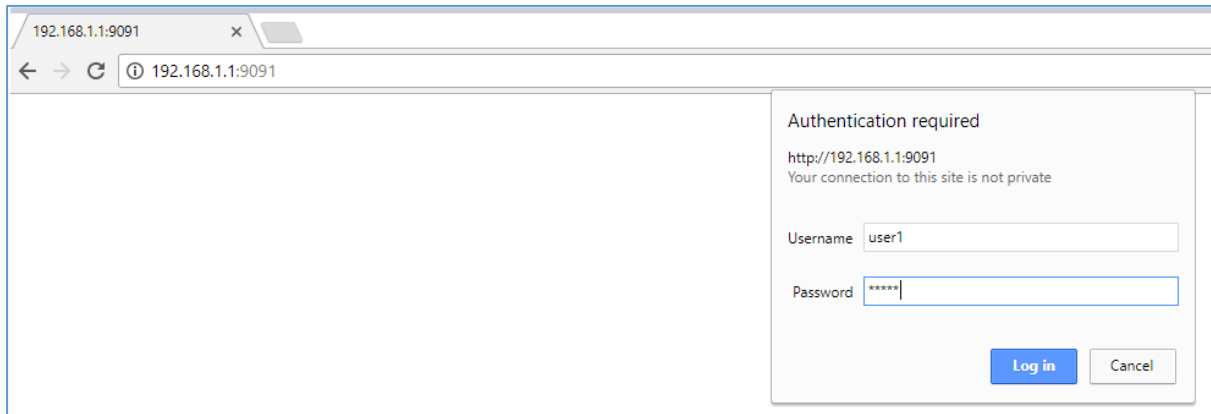 192.168.1.1:9091
192.168.1.1:9091
Authentication required
http://192.168.1.1:9091
Your connection to this site is not private
Username user1
Password *****
Log in Cancel